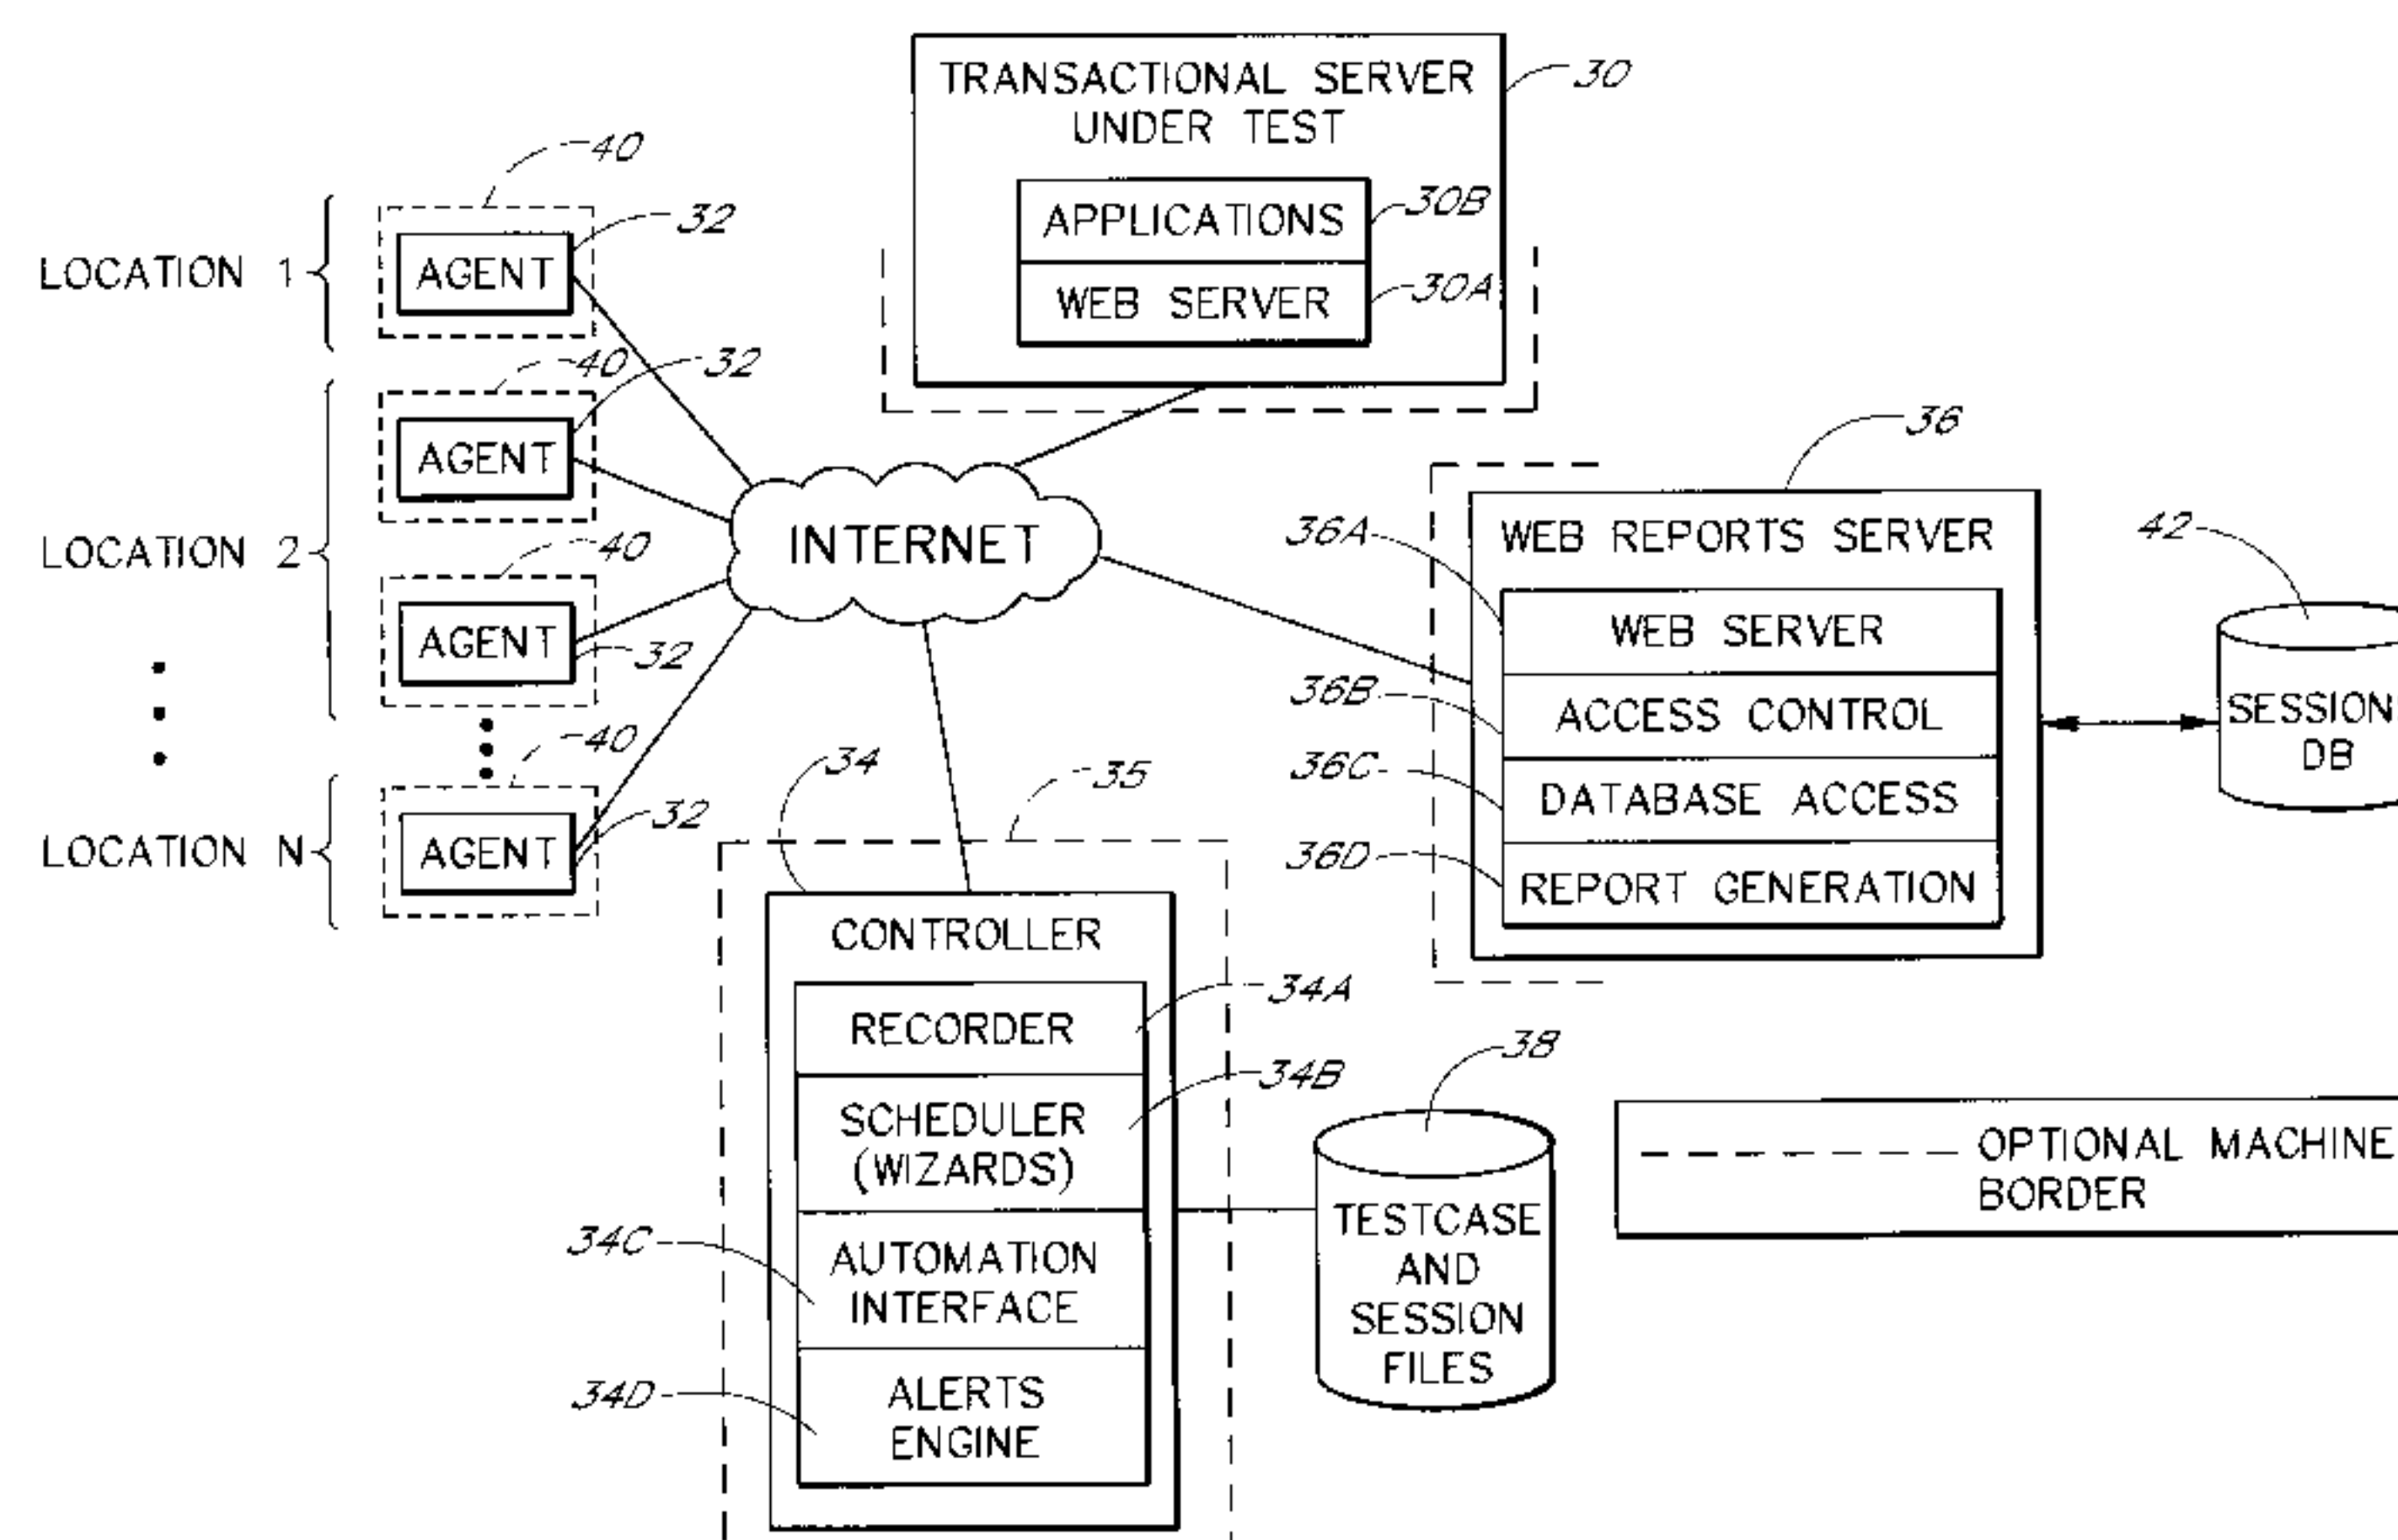 TRANSACTIONAL SERVER
UNDER TEST
30
APPLICATIONS
30B
WEB SERVER
30A
LOCATION 1
40
32
AGENT
LOCATION 2
40
32
AGENT
40
AGENT
32
LOCATION N
40
AGENT
32
INTERNET
36
WEB REPORTS SERVER
36A
WEB SERVER
36B
ACCESS CONTROL
36C
DATABASE ACCESS
36D
REPORT GENERATION
42
SESSION
DB
34
35
CONTROLLER
RECORDER
34A
SCHEDULER
(WIZARDS)
34B
34C
AUTOMATION
INTERFACE
34D
ALERTS
ENGINE
38
TESTCASE
AND
SESSION
FILES
OPTIONAL MACHINE
BORDER